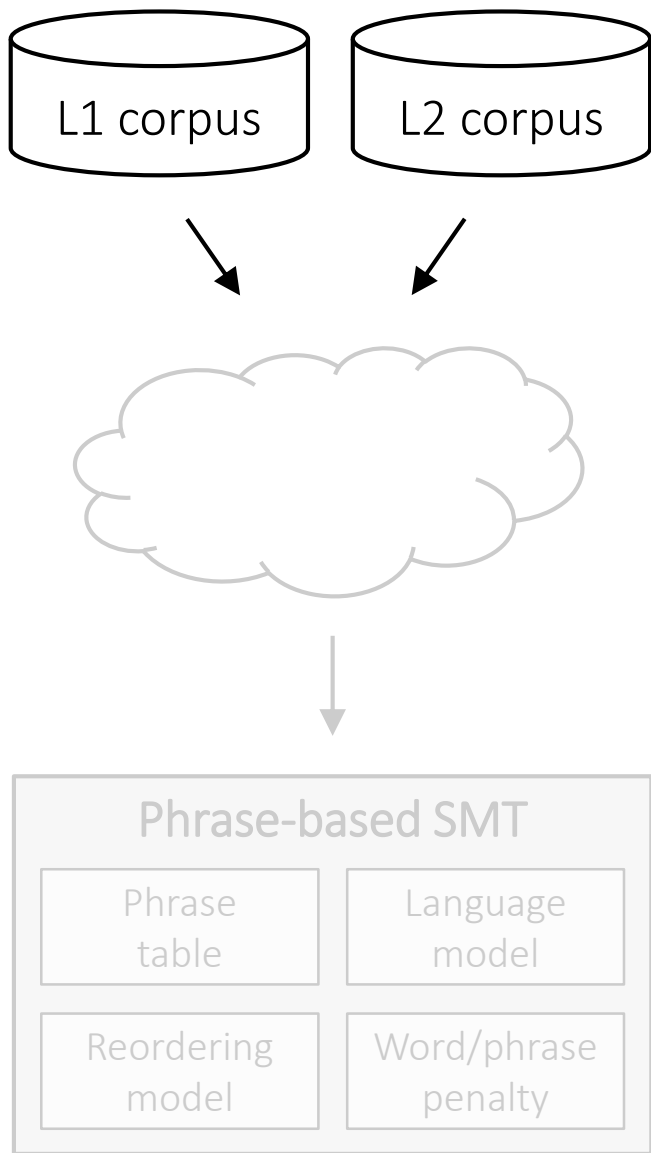 L1 corpus
L2 corpus
Phrase-based SMT
Phrase
table
Language
model
Reordering
model
Word/phrase
penalty